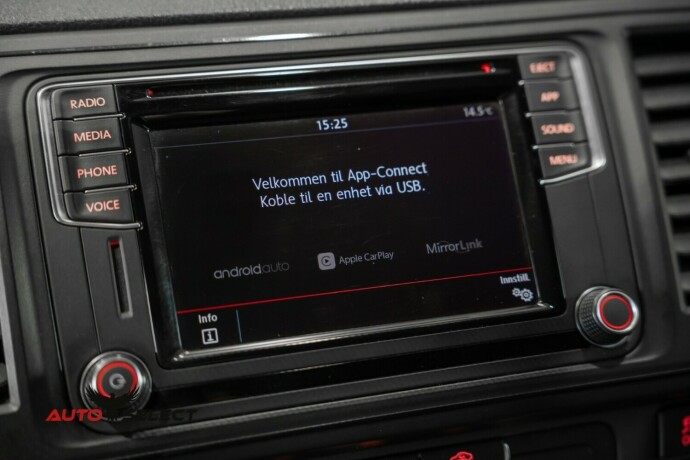 RADIO
MEDIA
PHONE
VOICE
EJECT
APP
SOUND
MENU
15:25
14.5°C
Velkommen til App-Connect
Koble til en enhet via USB.
androidauto
Apple CarPlay
MirrorLink
Info
i
Innstill.
AUTO